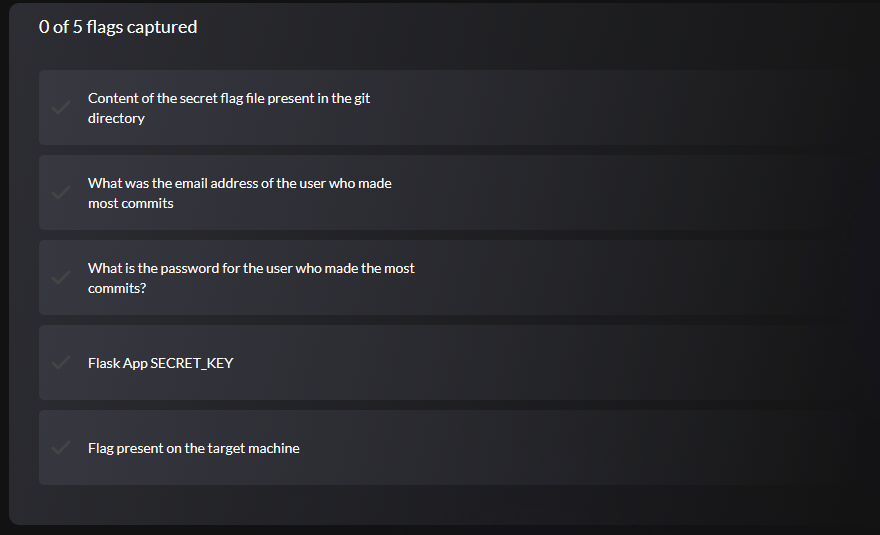 0 of 5 flags captured
Content of the secret flag file present in the git
directory
What was the email address of the user who made
most commits
What is the password for the user who made the most
commits?
Flask App SECRET_KEY
Flag present on the target machine